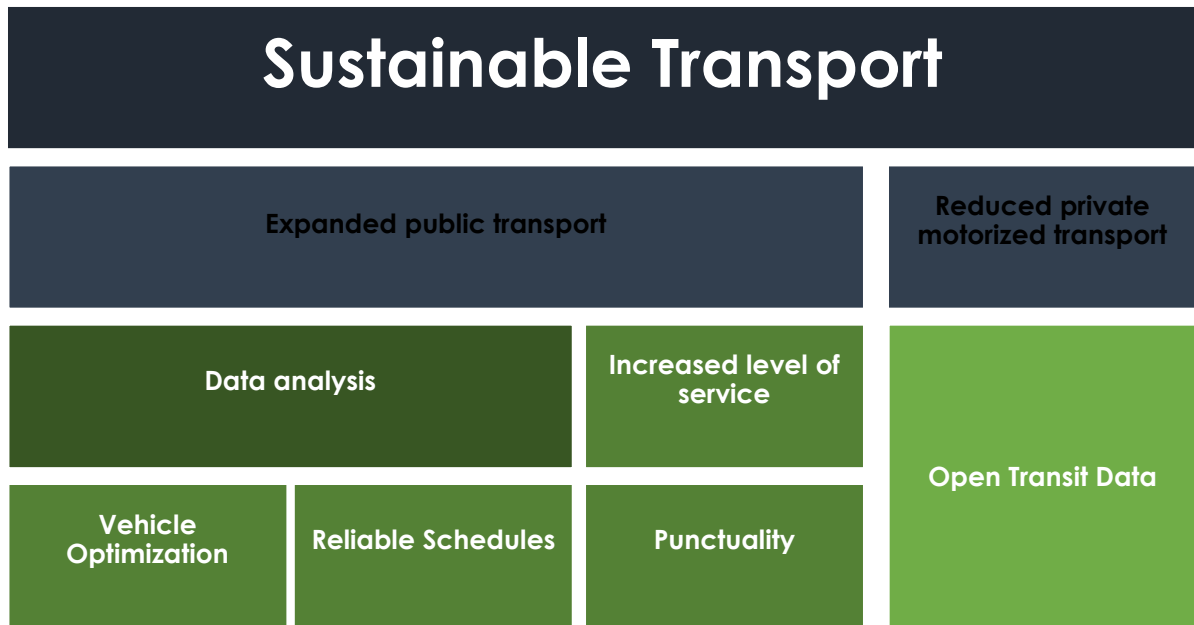 Sustainable Transport
Expanded public transport
Reduced private
motorized transport
Data analysis
Increased level of
service
Open Transit Data
Vehicle
Optimization
Reliable Schedules
Punctuality